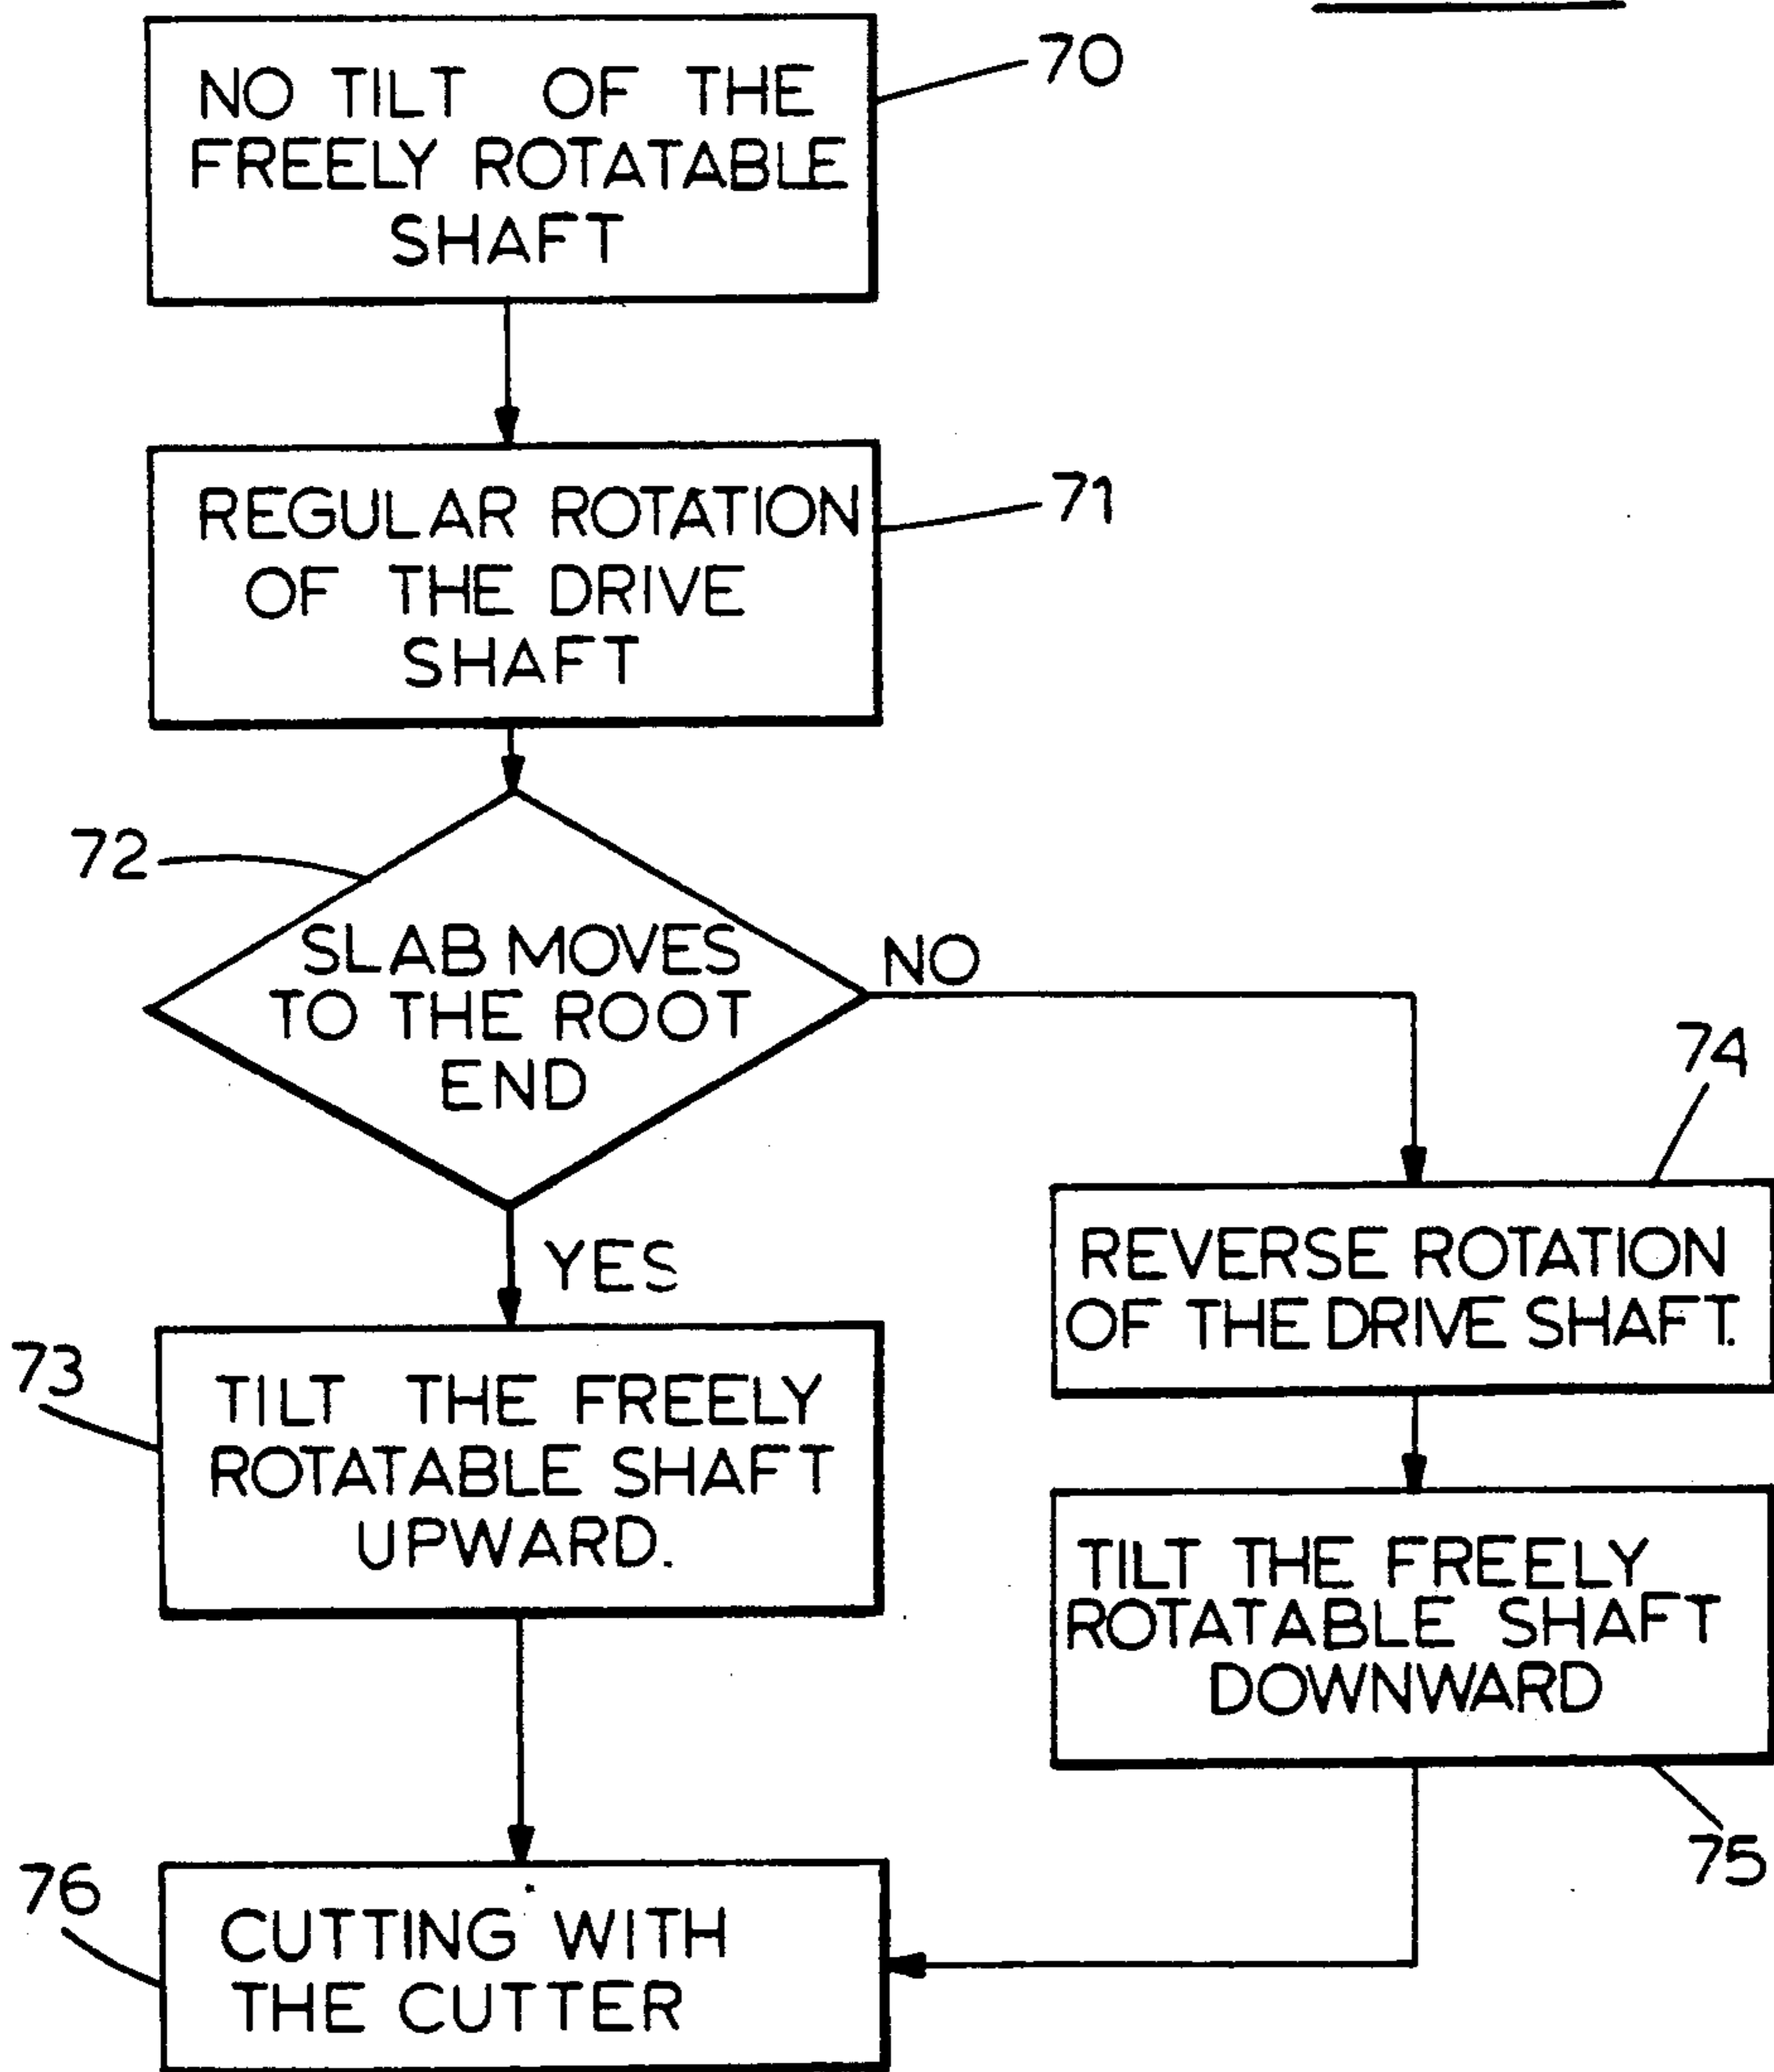 70
NO TILT OF THE
FREELY ROTATABLE
SHAFT
71
REGULAR ROTATION
OF THE DRIVE
SHAFT
72
SLAB MOVES
TO THE ROOT
END
NO
YES
74
REVERSE ROTATION
OF THE DRIVE SHAFT.
73
TILT THE FREELY
ROTATABLE SHAFT
UPWARD.
TILT THE FREELY
ROTATABLE SHAFT
DOWNWARD
75
76
CUTTING WITH
THE CUTTER